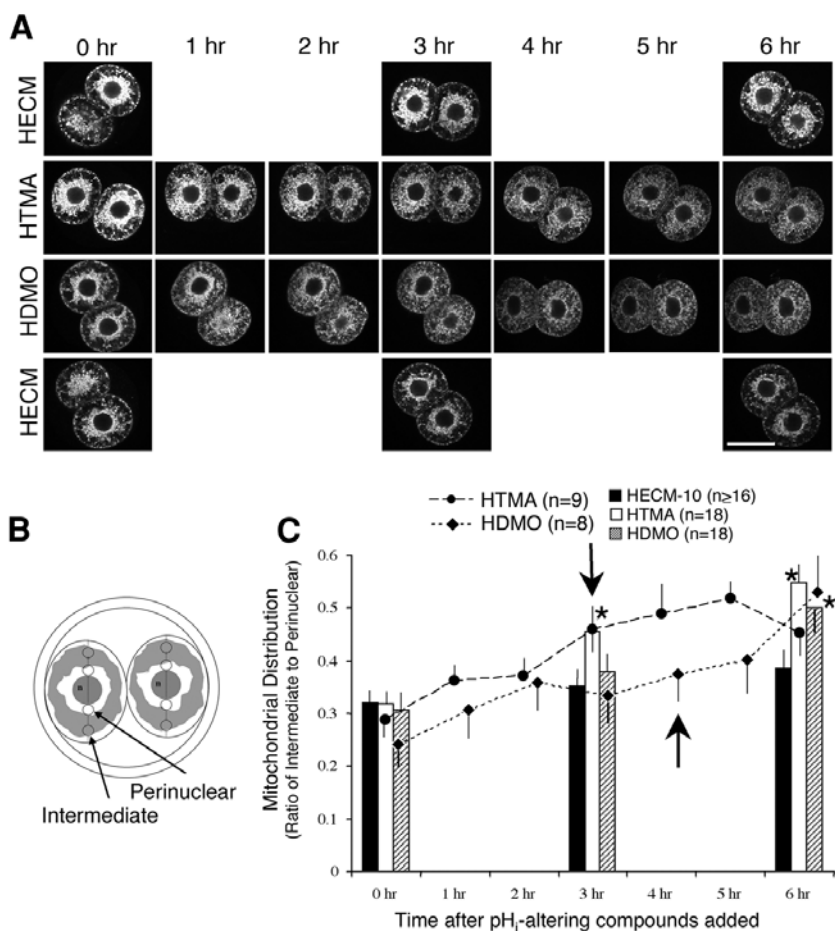 A
0 hr 1 hr 2 hr 3 hr 4 hr 5 hr 6 hr
HECM
HTMA
HDMO
HECM
B
n n
Perinuclear
Intermediate
C
HTMA (n=9)
HDMO (n=8)
HECM-10 (n≥16)
HTMA (n=18)
HDMO (n=18)
Mitochondrial Distribution
(Ratio of Intermediate to Perinuclear)
0.6
0.5
0.4
0.3
0.2
0.1
0
* * *
0 hr 1 hr 2 hr 3 hr 4 hr 5 hr 6 hr
Time after pHi-altering compounds added